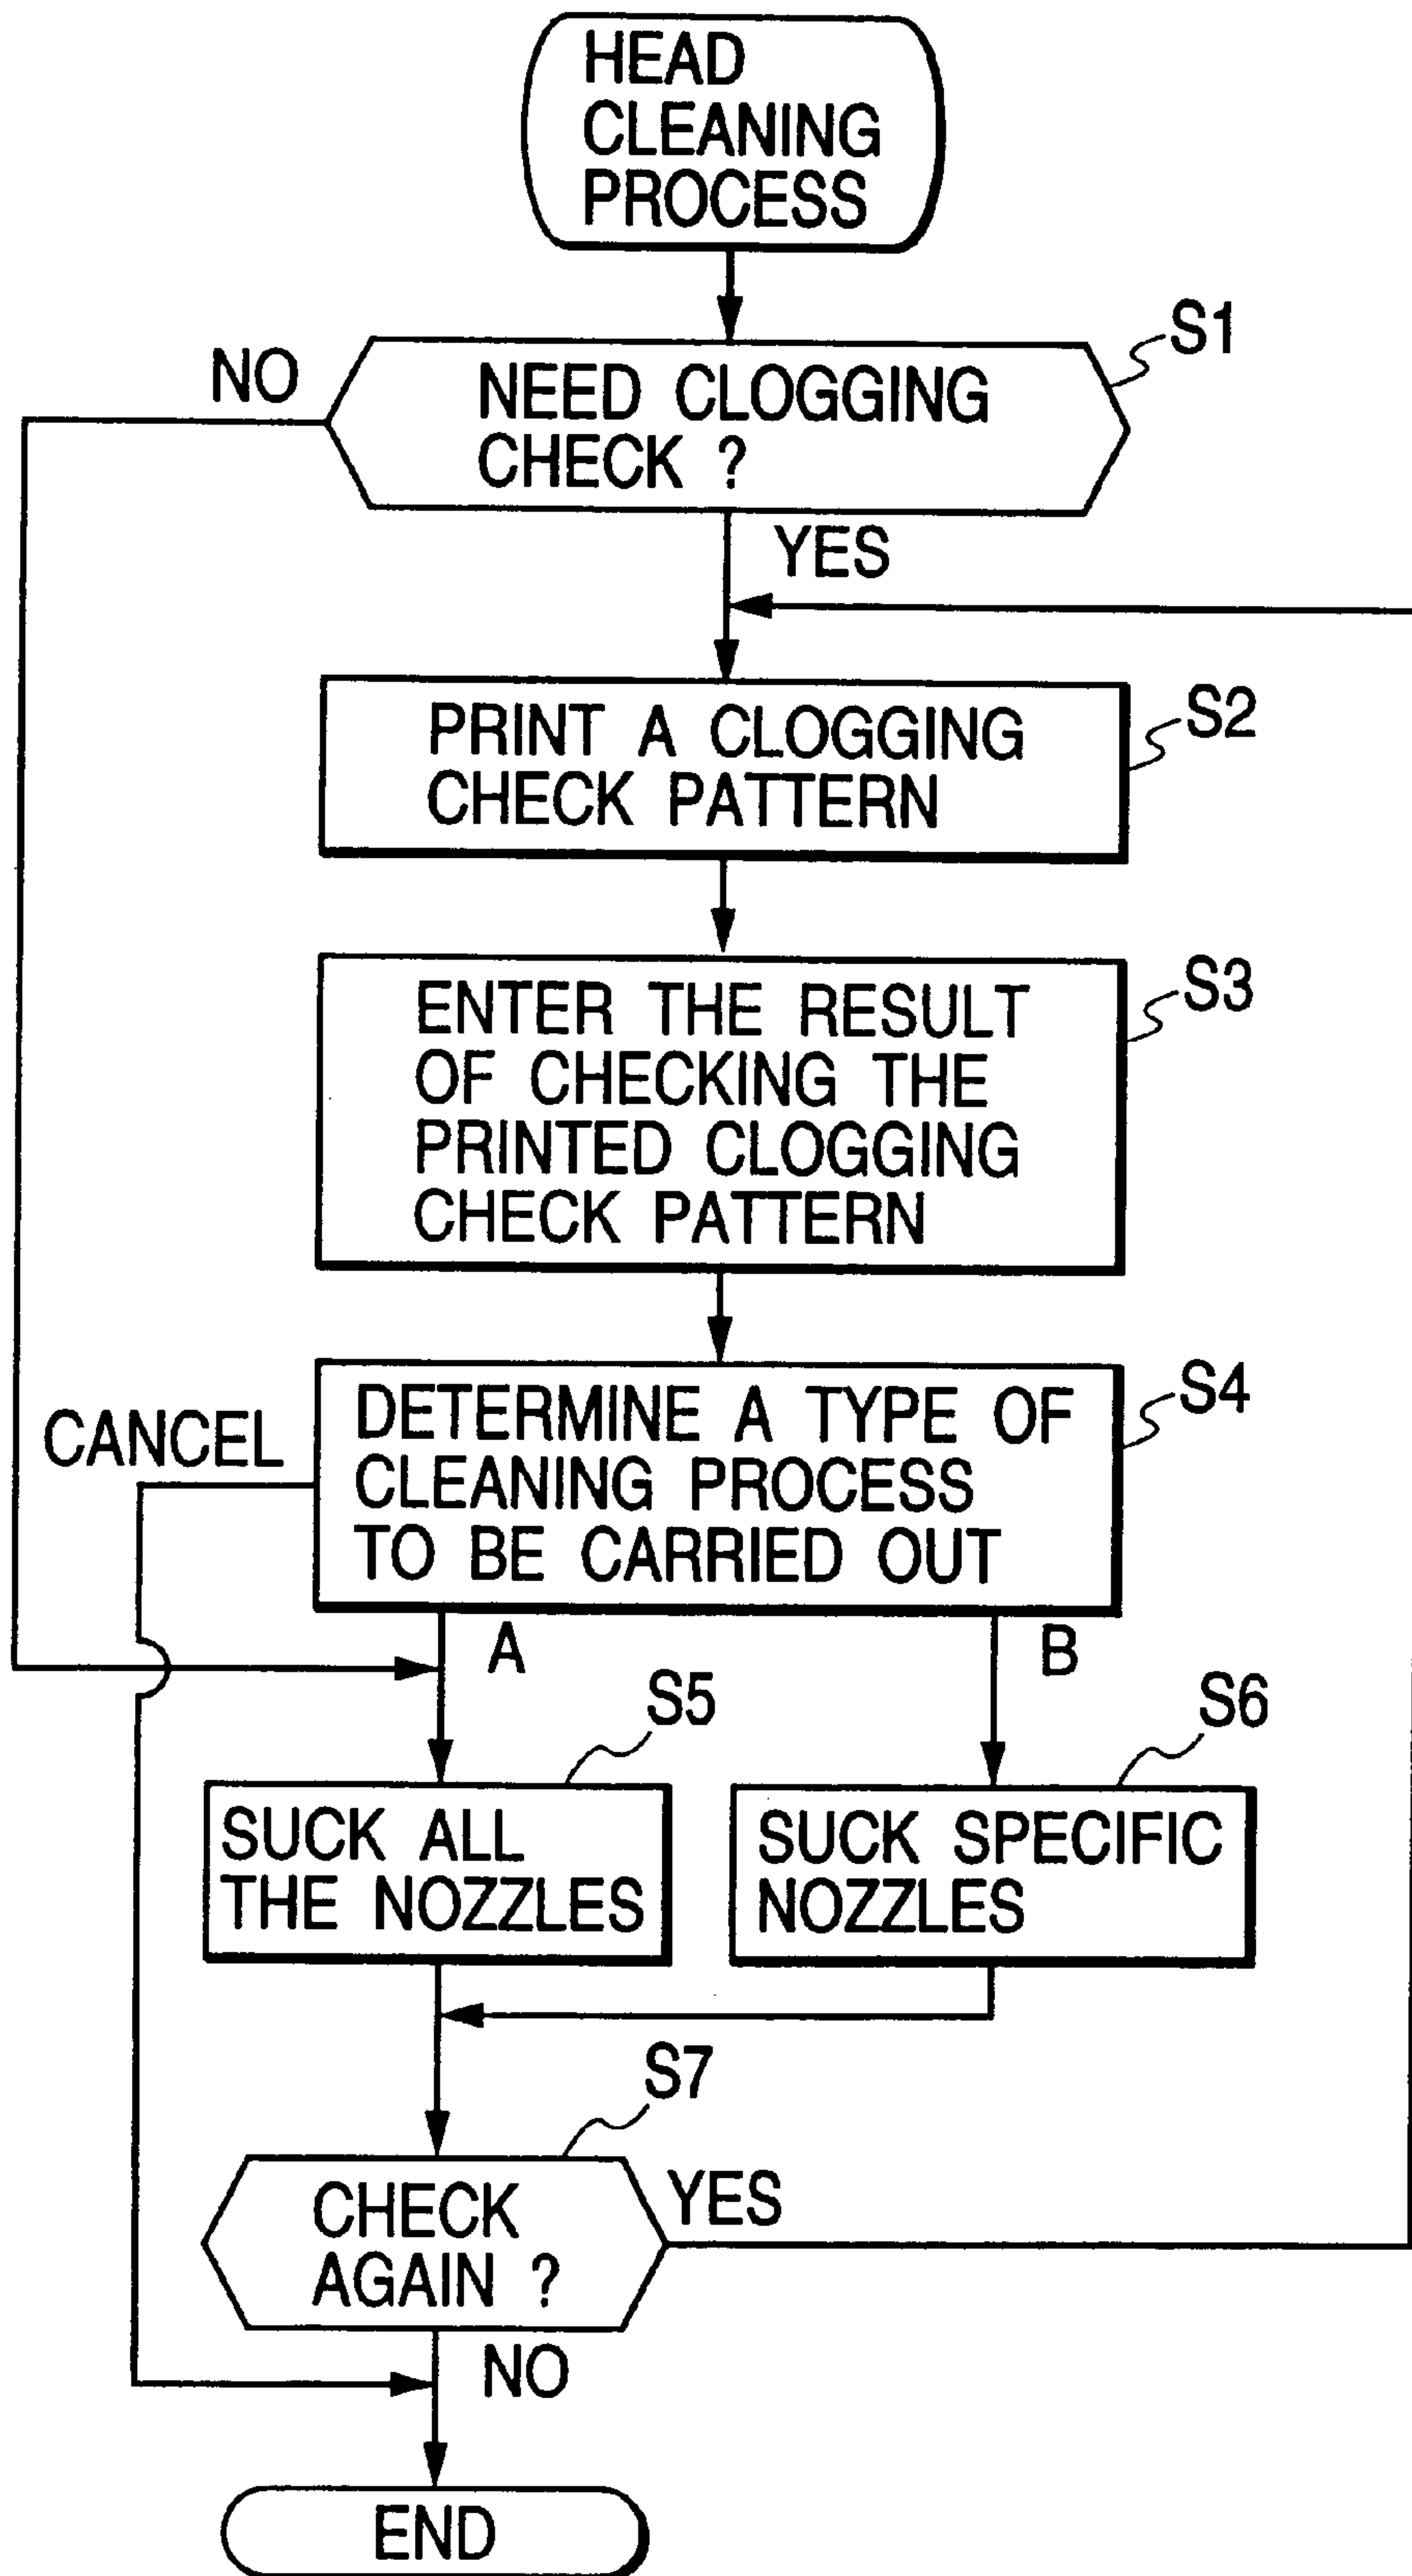 HEAD
CLEANING
PROCESS
S1
NO
NEED CLOGGING
CHECK ?
YES
S2
PRINT A CLOGGING
CHECK PATTERN
S3
ENTER THE RESULT
OF CHECKING THE
PRINTED CLOGGING
CHECK PATTERN
S4
CANCEL
DETERMINE A TYPE OF
CLEANING PROCESS
TO BE CARRIED OUT
A
B
S5
S6
SUCK ALL
THE NOZZLES
SUCK SPECIFIC
NOZZLES
S7
CHECK
AGAIN ?
YES
NO
END